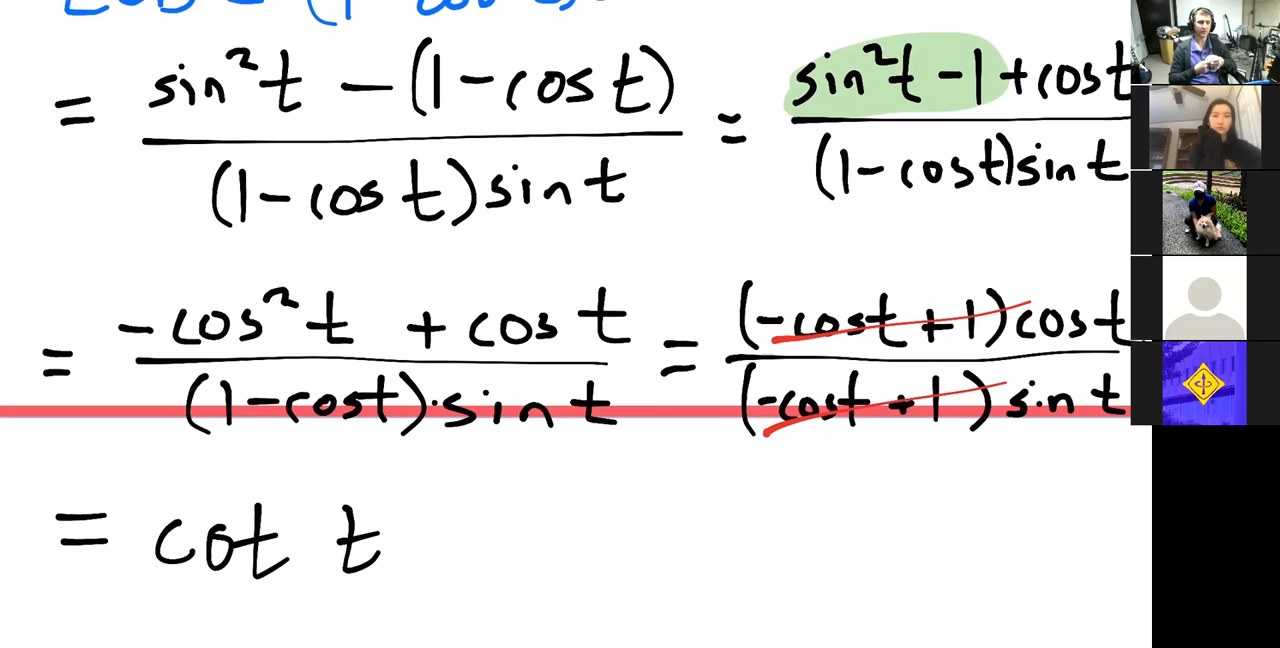 = sin²t - (1 - cos t) / (1 - cos t) sin t = sin²t - 1 + cos t / (1 - cos t) sin t
= -cos²t + cos t / (1 - cos t) · sin t = (-cos t + 1) cos t / (-cos t + 1) sin t
= cot t